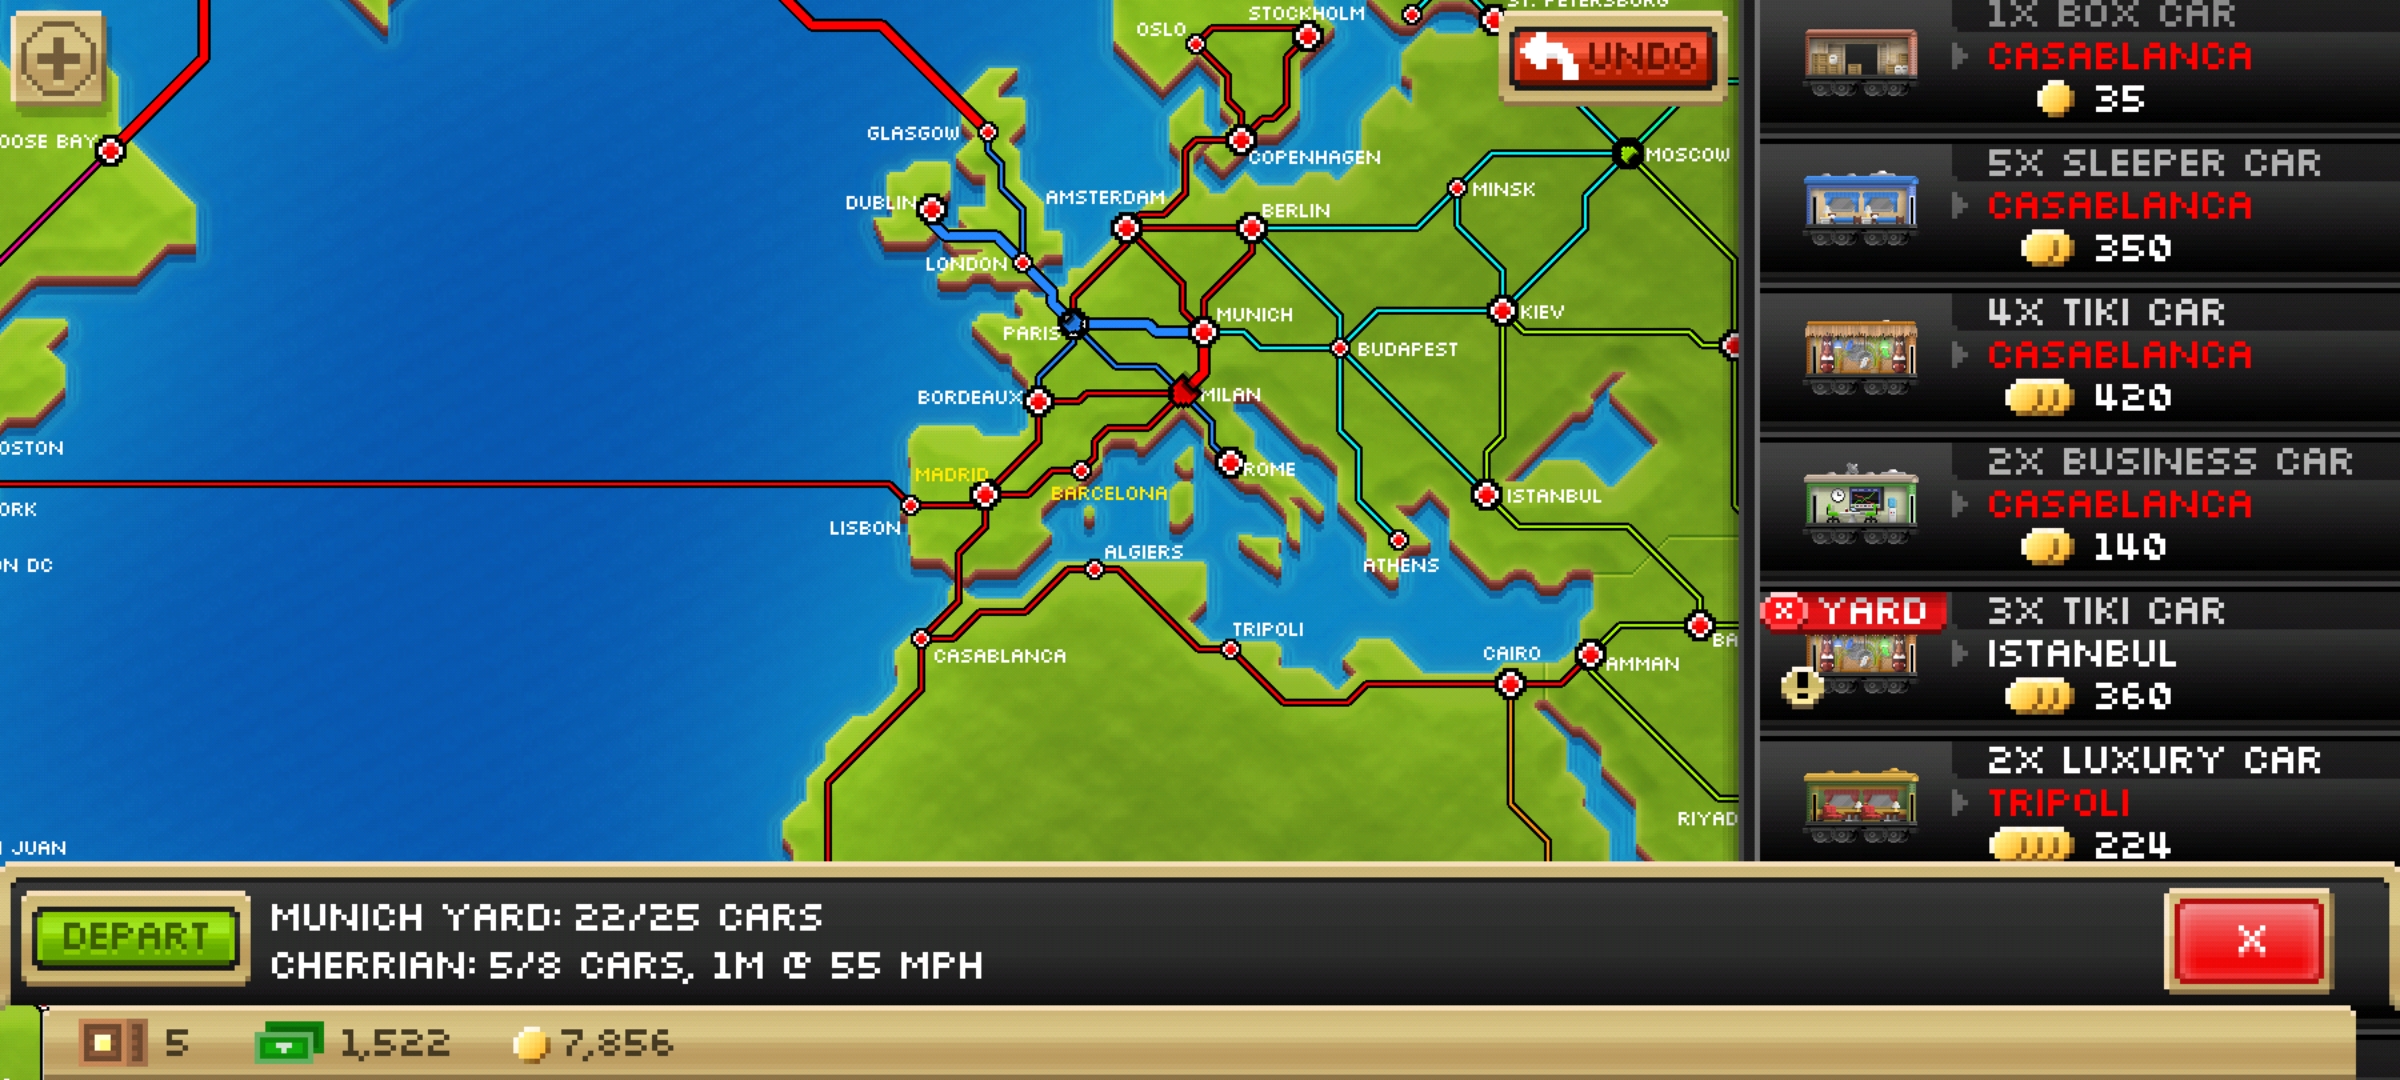 STOCKHOLM
OSLO
UNDO
GLASGOW
OOSE BAY
COPENHAGEN
MOSCOW
MINSK
DUBLIN
AMSTERDAM
BERLIN
LONDON
MUNICH
KIEV
PARIS
BUDAPEST
BORDEAUX
MILAN
OSTON
MADRID
ROME
BARCELONA
ISTANBUL
ORK
LISBON
ALGIERS
N DC
ATHENS
TRIPOLI
CASABLANCA
CAIRO
BA
AMMAN
RIYAD
JUAN
1X BOX CAR
CASABLANCA
35
5X SLEEPER CAR
CASABLANCA
350
4X TIKI CAR
CASABLANCA
420
2X BUSINESS CAR
CASABLANCA
140
YARD
3X TIKI CAR
ISTANBUL
360
2X LUXURY CAR
TRIPOLI
224
DEPART
MUNICH YARD: 22/25 CARS
CHERRIAN: 5/8 CARS, 1M @ 55 MPH
X
5
1,522
7,856